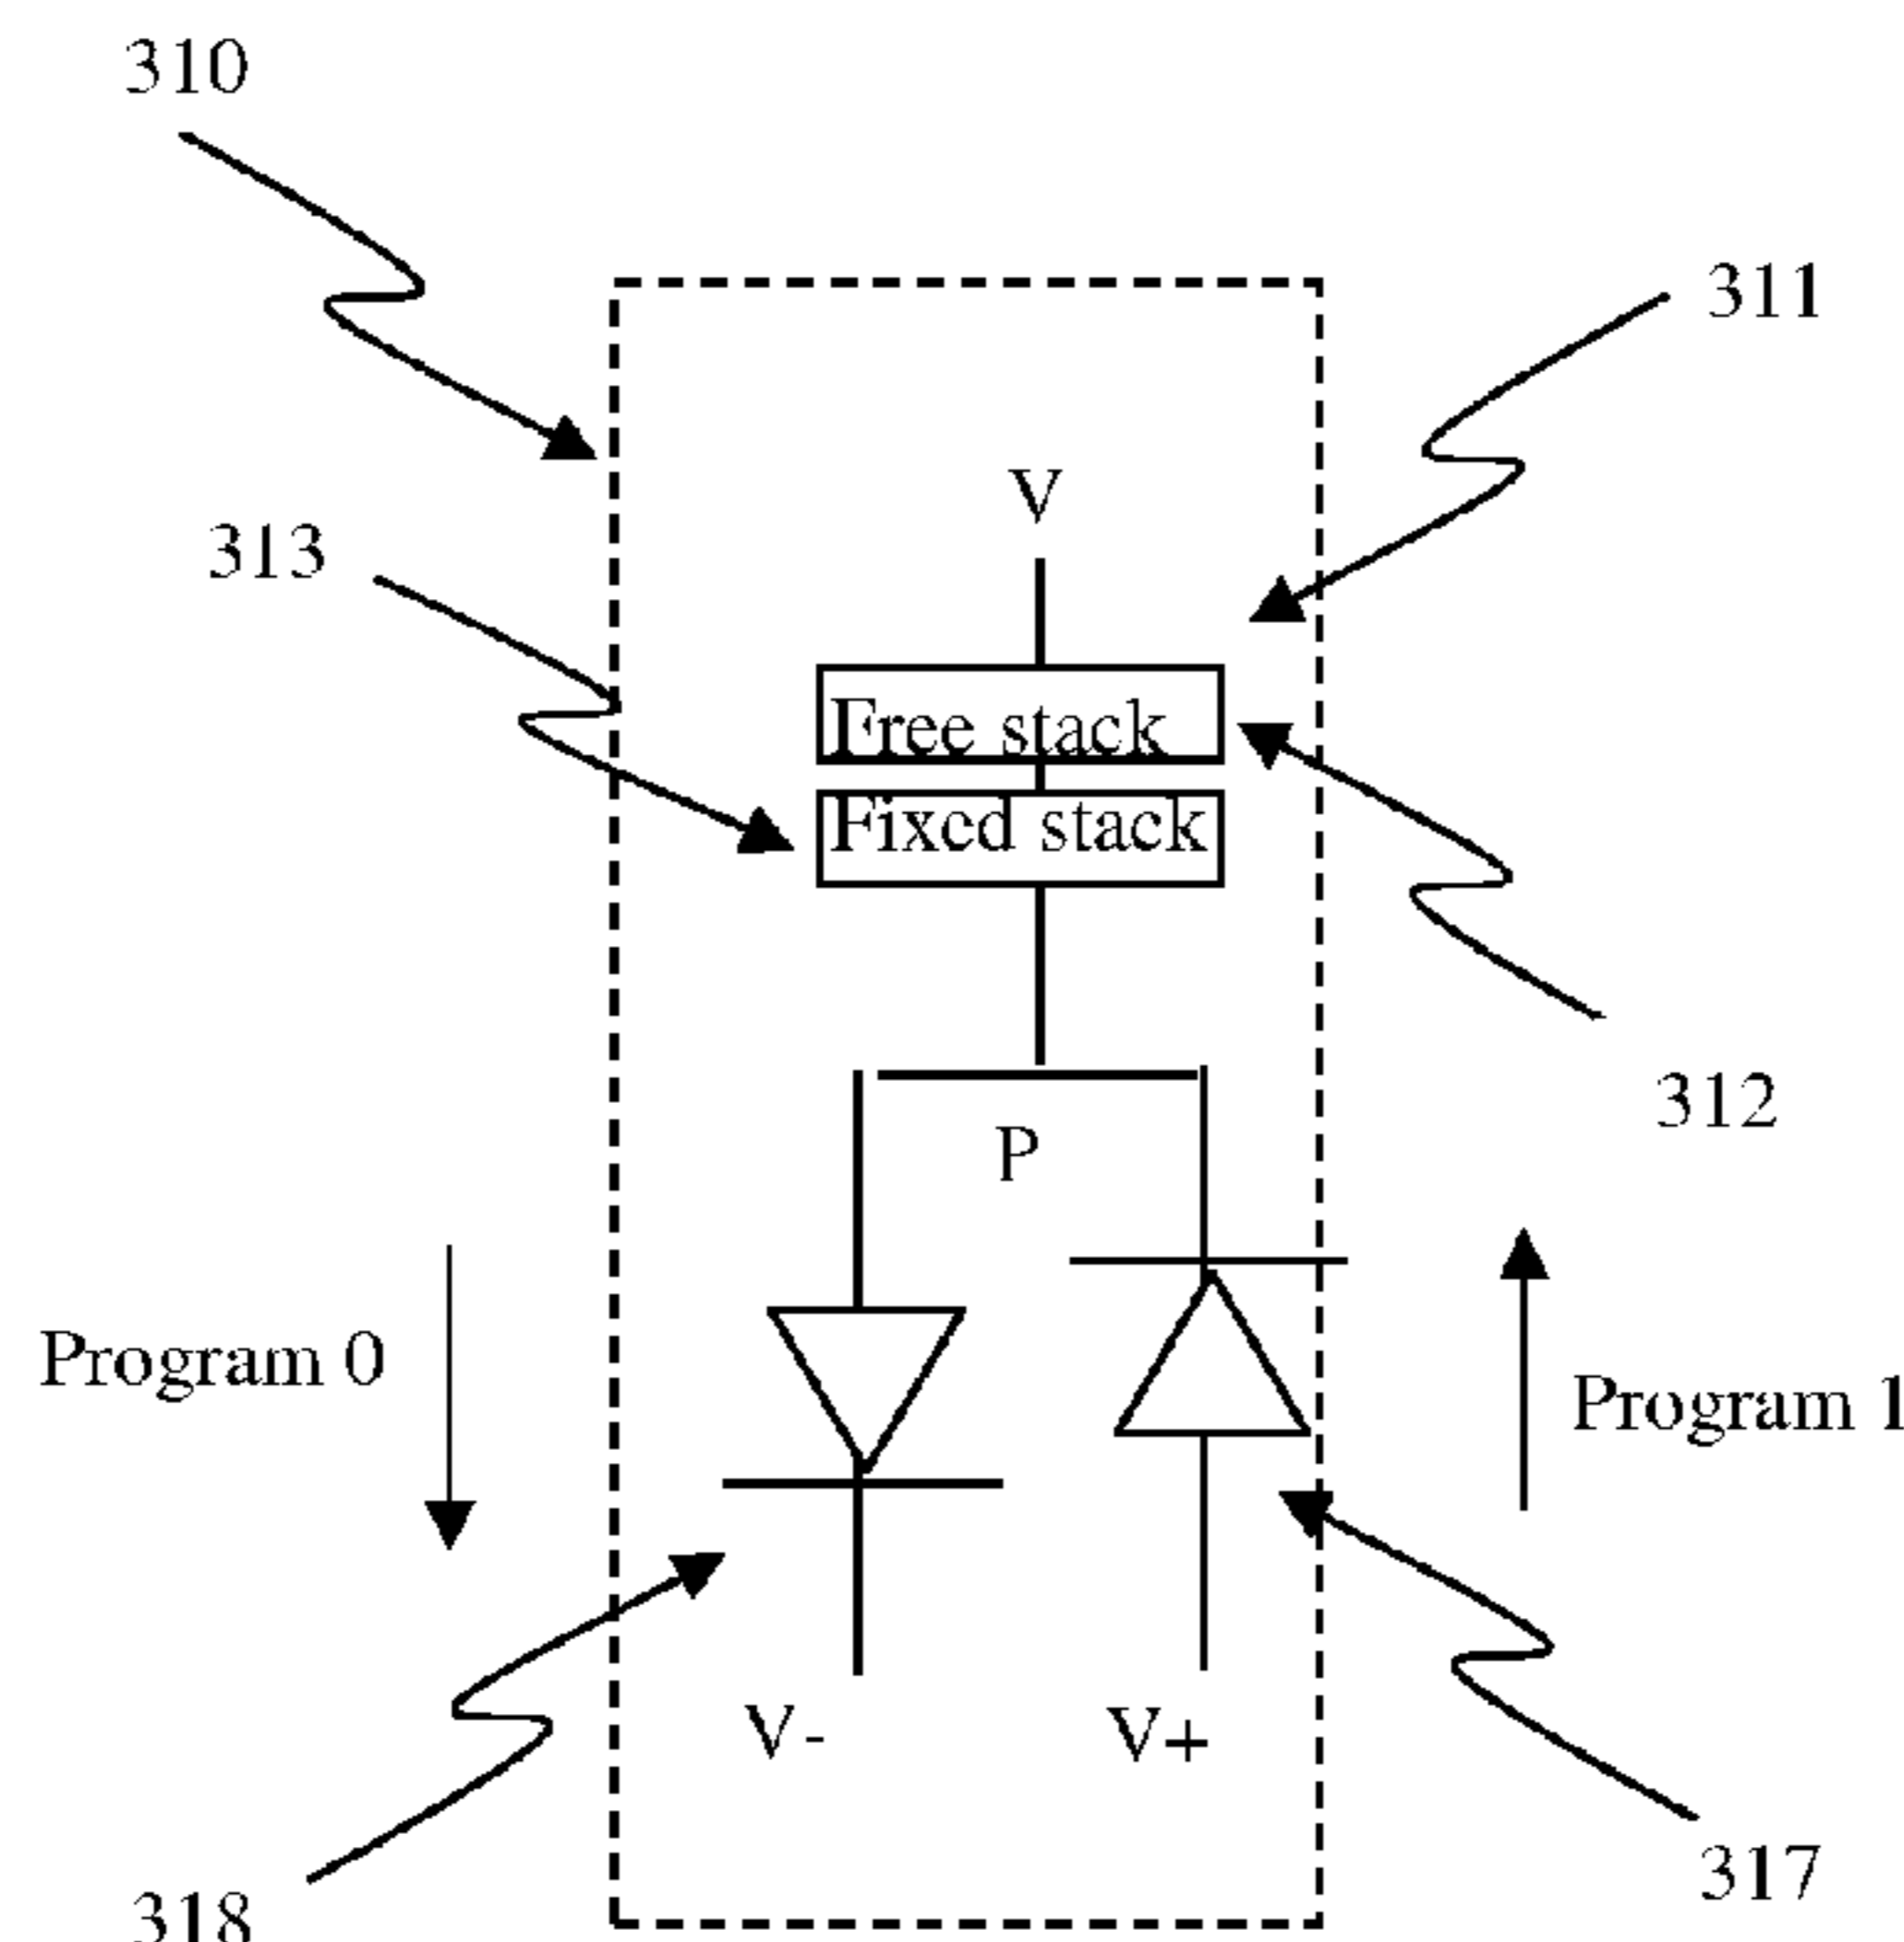 310
311
V
313
Free stack
Fixed stack
312
P
Program 0
Program 1
V-
V+
317
318